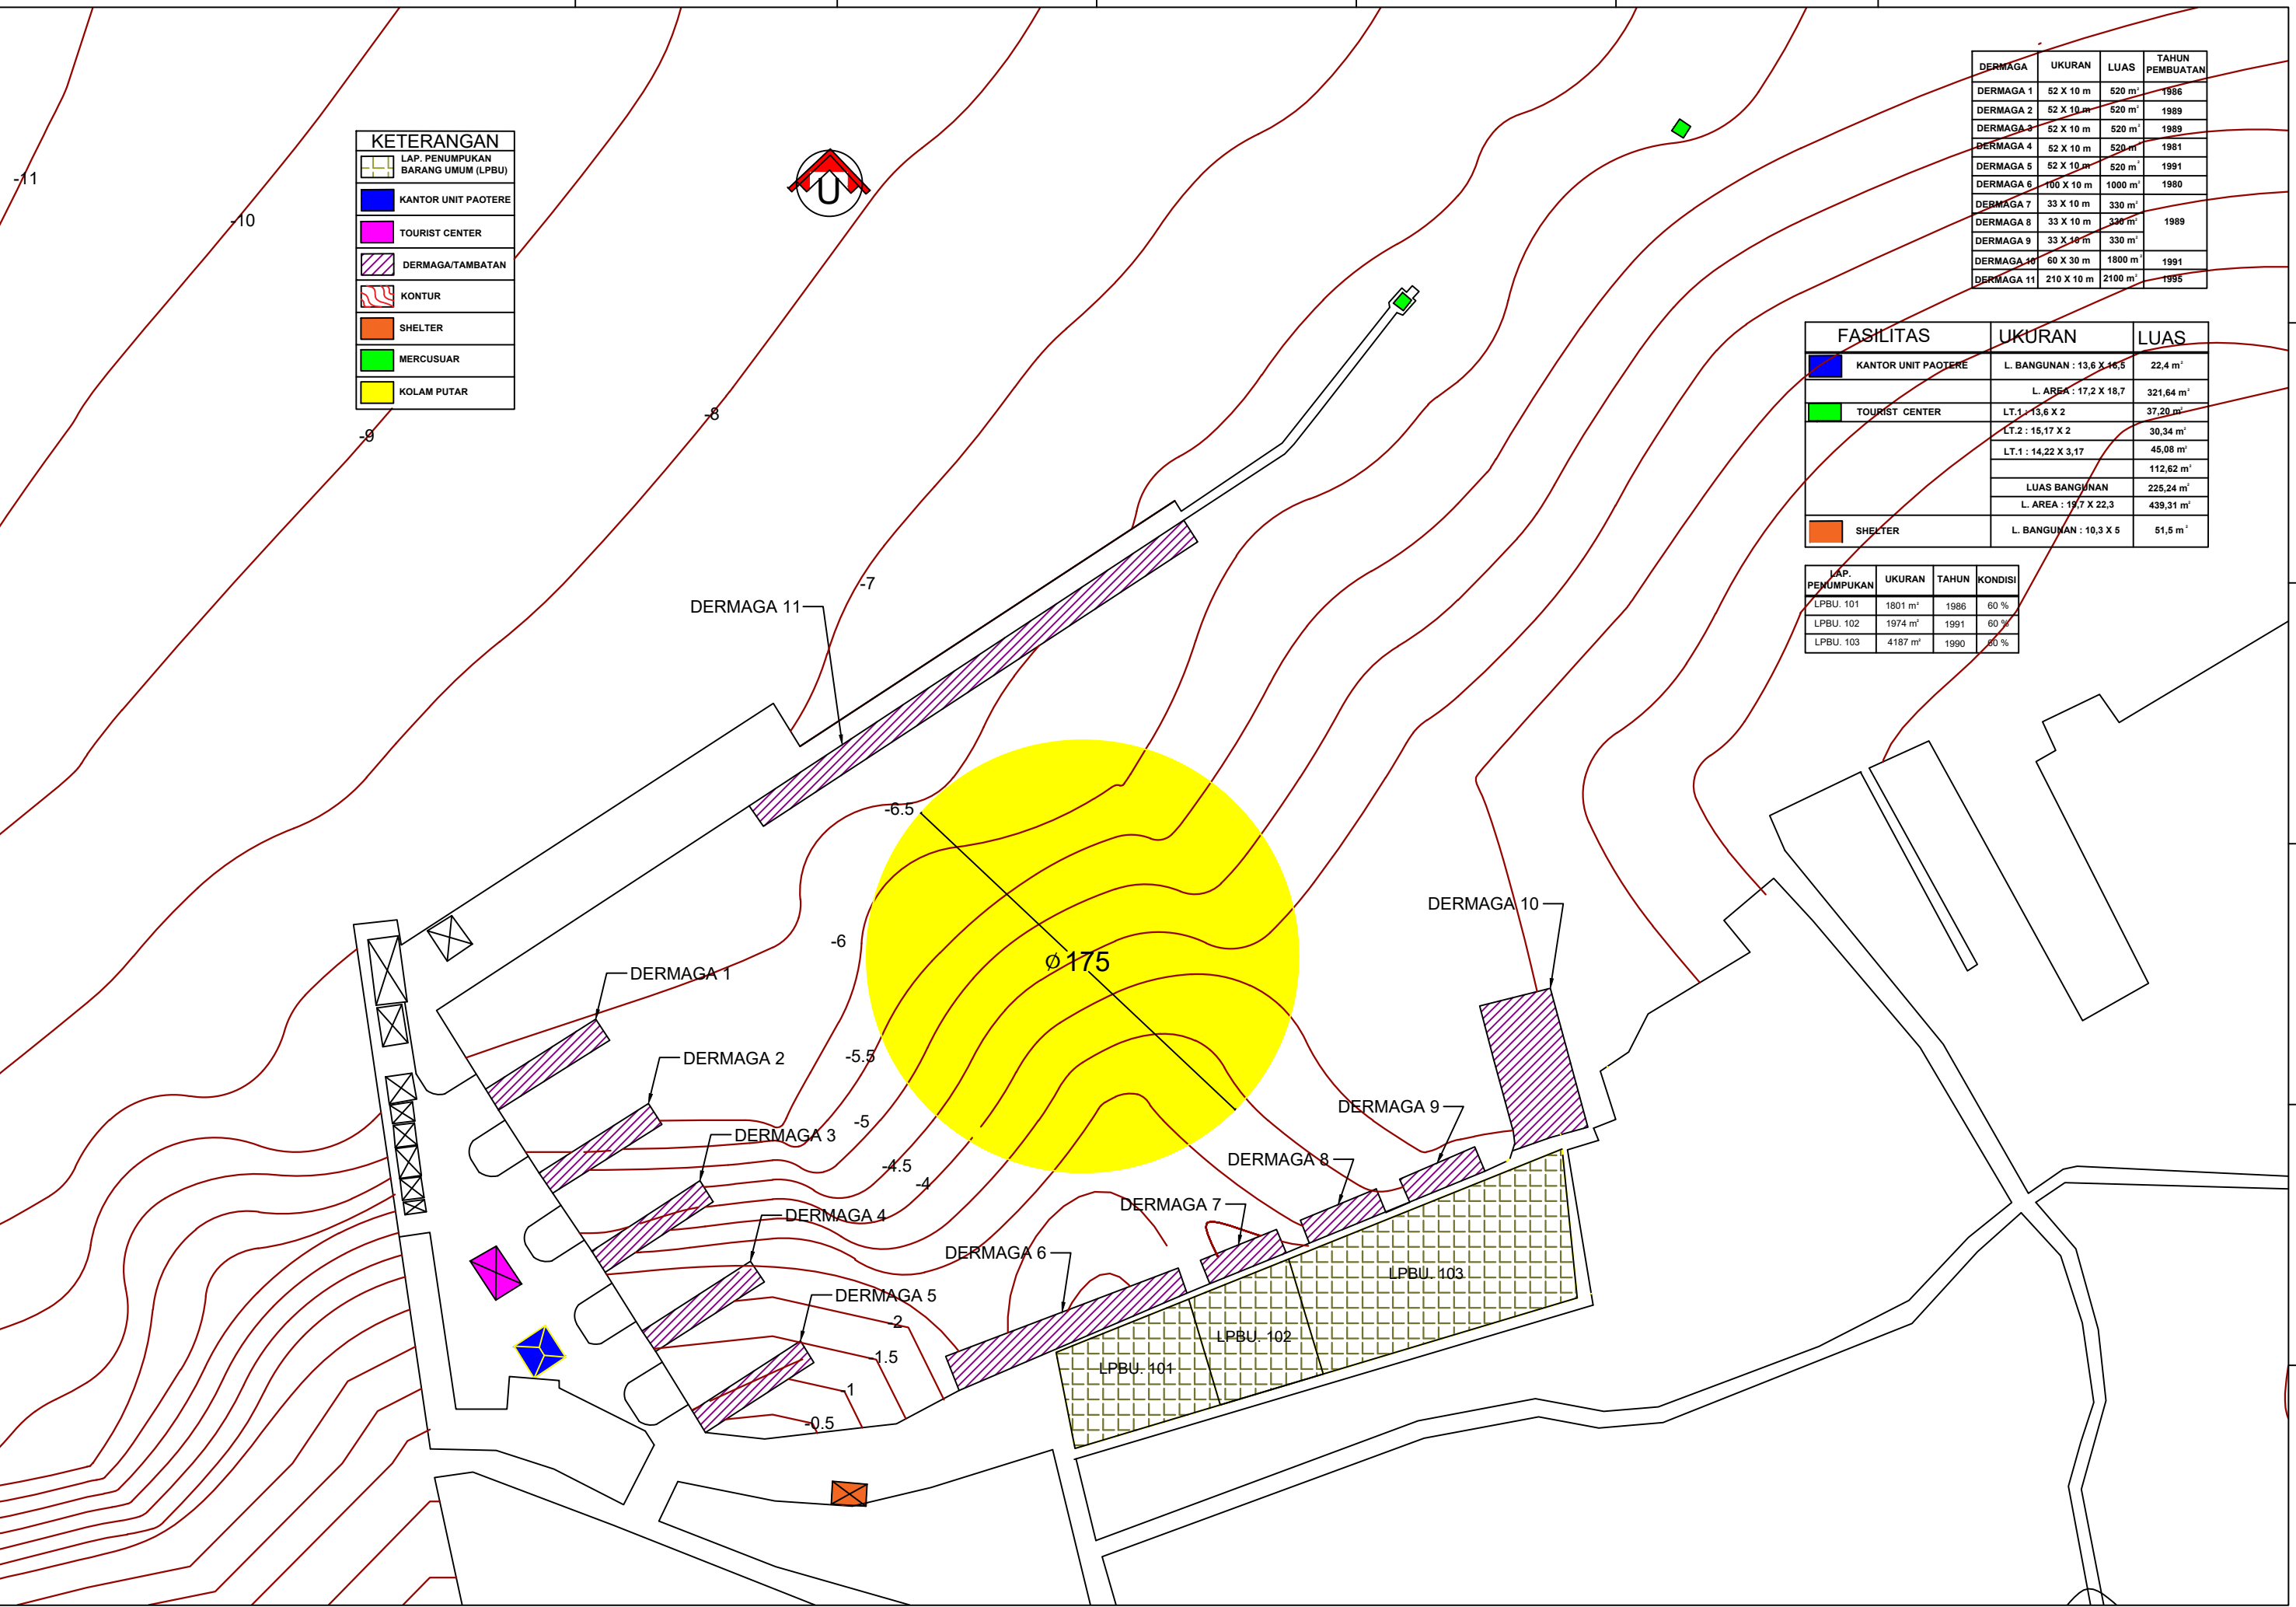 KETERANGAN
LAP. PENUMPUKAN
BARANG UMUM (LPBU)
KANTOR UNIT PAOTERE
TOURIST CENTER
DERMAGA/TAMBATAN
KONTUR
SHELTER
MERCUSUAR
KOLAM PUTAR
U
DERMAGA UKURAN LUAS TAHUN PEMBUATAN
DERMAGA 1 52 X 10 m 520 m² 1986
DERMAGA 2 52 X 10 m 520 m² 1989
DERMAGA 3 52 X 10 m 520 m² 1989
DERMAGA 4 52 X 10 m 520 m² 1981
DERMAGA 5 52 X 10 m 520 m² 1991
DERMAGA 6 100 X 10 m 1000 m² 1980
DERMAGA 7 33 X 10 m 330 m²
DERMAGA 8 33 X 10 m 330 m² 1989
DERMAGA 9 33 X 10 m 330 m²
DERMAGA 10 60 X 30 m 1800 m² 1991
DERMAGA 11 210 X 10 m 2100 m² 1995
FASILITAS UKURAN LUAS
KANTOR UNIT PAOTERE L. BANGUNAN : 13,6 X 16,5 22,4 m²
L. AREA : 17,2 X 18,7 321,64 m²
TOURIST CENTER LT.1 : 13,6 X 2 37,20 m²
LT.2 : 15,17 X 2 30,34 m²
LT.1 : 14,22 X 3,17 45,08 m²
112,62 m²
LUAS BANGUNAN 225,24 m²
L. AREA : 19,7 X 22,3 439,31 m²
SHELTER L. BANGUNAN : 10,3 X 5 51,5 m²
LAP. PENUMPUKAN UKURAN TAHUN KONDISI
LPBU. 101 1801 m² 1986 60 %
LPBU. 102 1974 m² 1991 60 %
LPBU. 103 4187 m² 1990 60 %
-11
-10
-9
-8
-7
DERMAGA 11
-6.5
-6
Ø 175
DERMAGA 10
DERMAGA 1
DERMAGA 2
-5.5
DERMAGA 3
-5
DERMAGA 9
-4.5
-4
DERMAGA 8
DERMAGA 4
DERMAGA 7
DERMAGA 6
DERMAGA 5
-2
-1.5
-1
-0.5
LPBU. 103
LPBU. 102
LPBU. 101